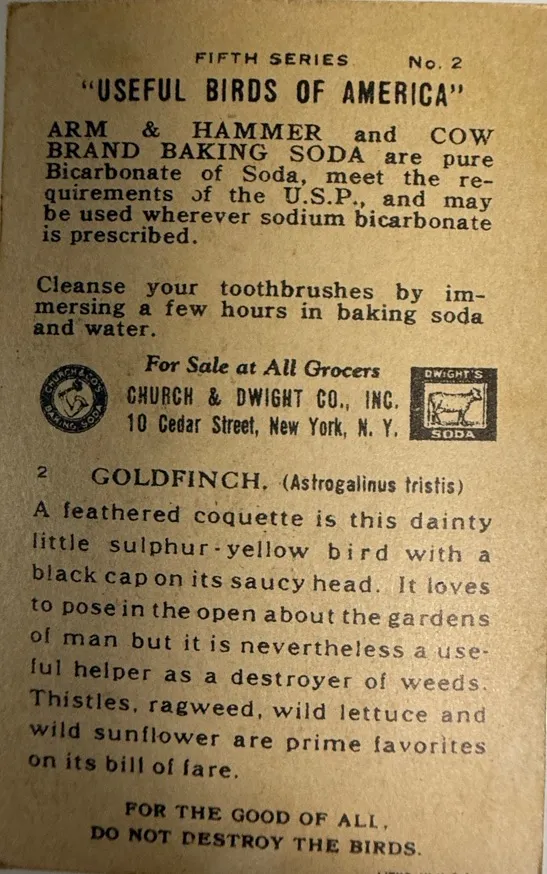 FIFTH SERIES No. 2
"USEFUL BIRDS OF AMERICA"
ARM & HAMMER and COW
BRAND BAKING SODA are pure
Bicarbonate of Soda, meet the re-
quirements of the U.S.P., and may
be used wherever sodium bicarbonate
is prescribed.
Cleanse your toothbrushes by im-
mersing a few hours in baking soda
and water.
For Sale at All Grocers
CHURCH & CO'S
BAKING SODA
CHURCH & DWIGHT CO., INC.
10 Cedar Street, New York, N. Y.
DWIGHT'S
SODA
2 GOLDFINCH. (Astrogalinus tristis)
A feathered coquette is this dainty
little sulphur-yellow bird with a
black cap on its saucy head. It loves
to pose in the open about the gardens
of man but it is nevertheless a use-
ful helper as a destroyer of weeds.
Thistles, ragweed, wild lettuce and
wild sunflower are prime favorites
on its bill of fare.
FOR THE GOOD OF ALL,
DO NOT DESTROY THE BIRDS.